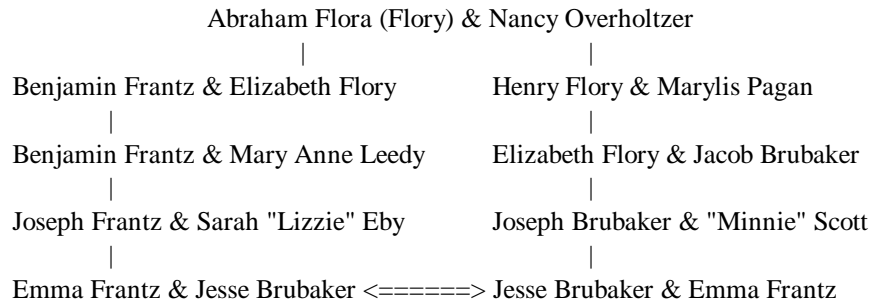 Abraham Flora (Flory) & Nancy Overholtzer
| |
Benjamin Frantz & Elizabeth Flory Henry Flory & Marylis Pagan
| |
Benjamin Frantz & Mary Anne Leedy Elizabeth Flory & Jacob Brubaker
| |
Joseph Frantz & Sarah "Lizzie" Eby Joseph Brubaker & "Minnie" Scott
| |
Emma Frantz & Jesse Brubaker <======> Jesse Brubaker & Emma Frantz